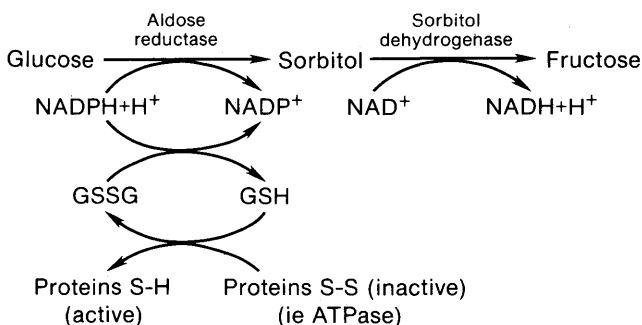 Aldose
reductase
Sorbitol
dehydrogenase
Glucose Sorbitol Fructose
NADPH+H⁺ NADP⁺ NAD⁺ NADH+H⁺
GSSG GSH
Proteins S-H Proteins S-S (inactive)
(active) (ie ATPase)